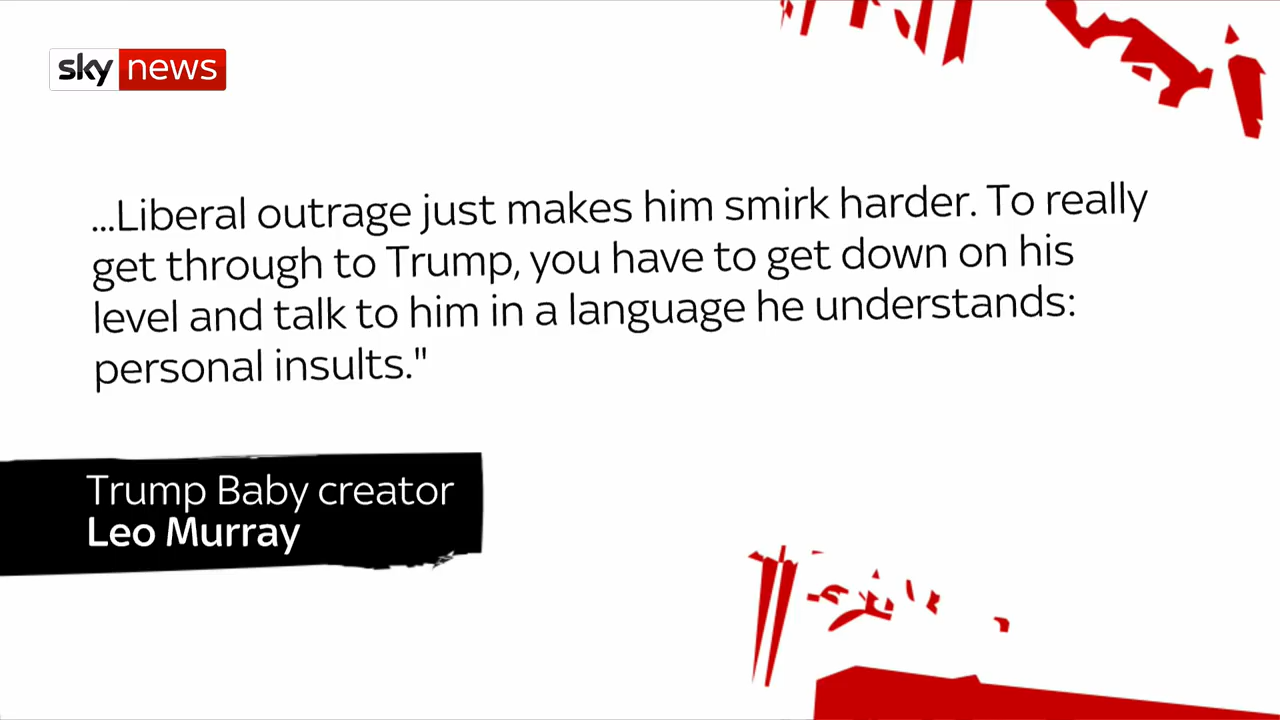 sky news
...Liberal outrage just makes him smirk harder. To really
get through to Trump, you have to get down on his
level and talk to him in a language he understands:
personal insults."
Trump Baby creator
Leo Murray